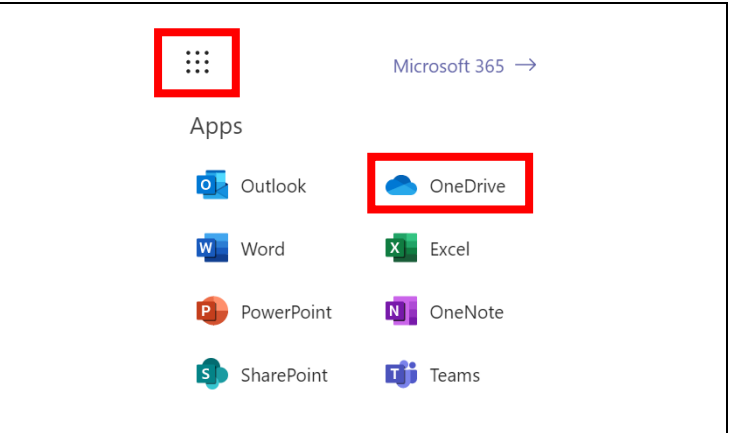 Microsoft 365 →
Apps
Outlook
OneDrive
Word
Excel
PowerPoint
OneNote
SharePoint
Teams